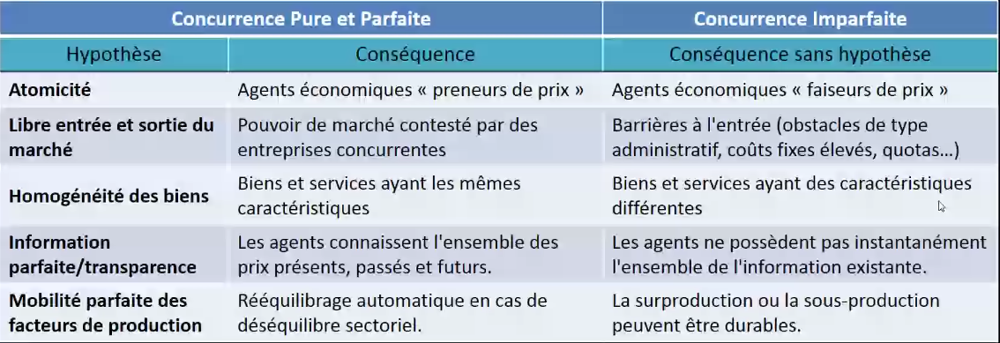 Concurrence Pure et Parfaite
Concurrence Imparfaite
Hypothèse
Conséquence
Conséquence sans hypothèse
Atomicité
Agents économiques « preneurs de prix »
Agents économiques « faiseurs de prix »
Libre entrée et sortie du
marché
Pouvoir de marché contesté par des
entreprises concurrentes
Barrières à l'entrée (obstacles de type
administratif, coûts fixes élevés, quotas…)
Homogénéité des biens
Biens et services ayant les mêmes
caractéristiques
Biens et services ayant des caractéristiques
différentes
Information
parfaite/transparence
Les agents connaissent l'ensemble des
prix présents, passés et futurs.
Les agents ne possèdent pas instantanément
l'ensemble de l'information existante.
Mobilité parfaite des
facteurs de production
Rééquilibrage automatique en cas de
déséquilibre sectoriel.
La surproduction ou la sous-production
peuvent être durables.